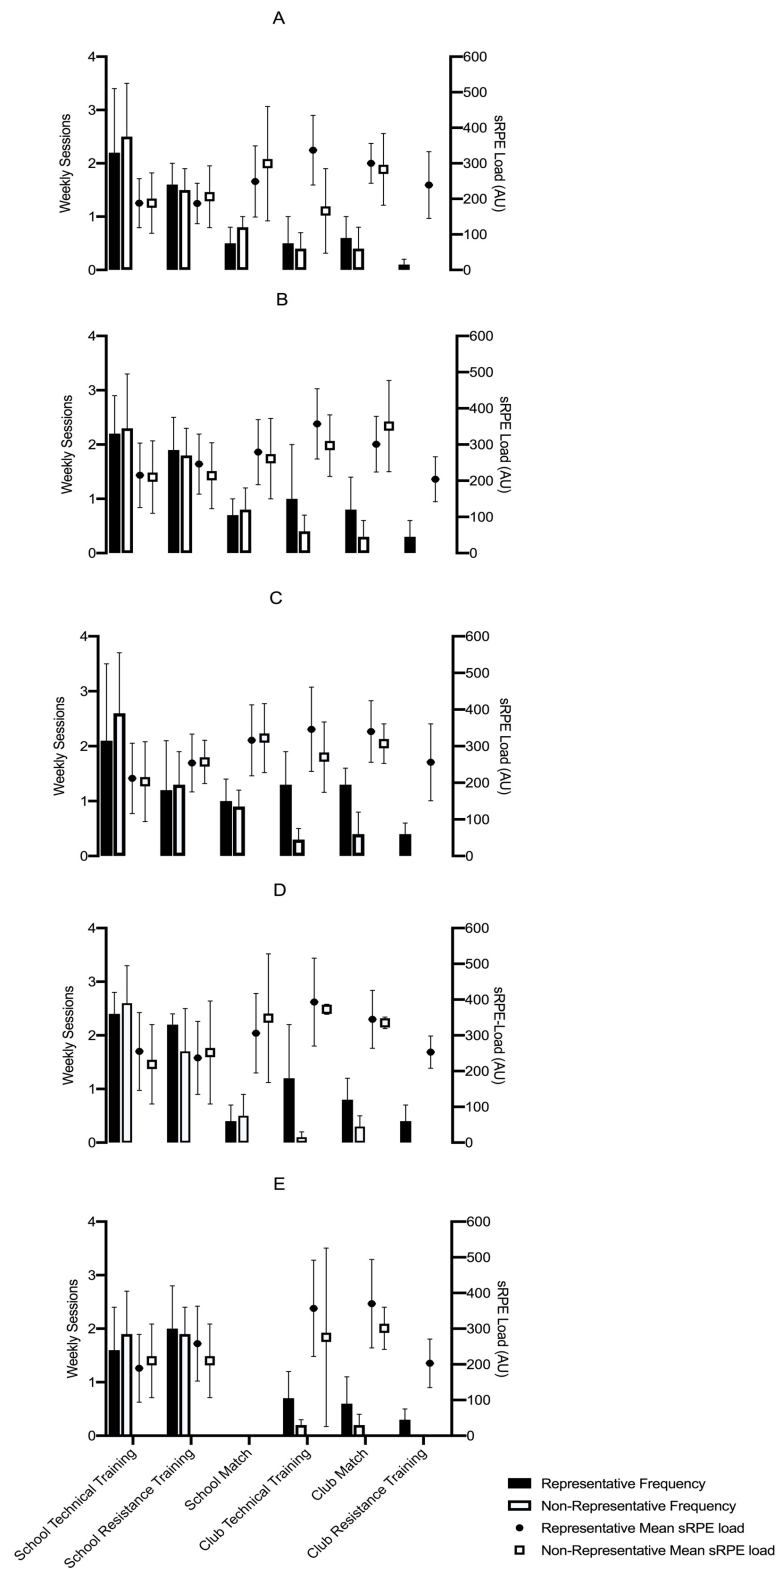 A
4
3
2
1
0
Weekly Sessions
600
500
400
300
200
100
0
sRPE Load (AU)
B
4
3
2
1
0
Weekly Sessions
600
500
400
300
200
100
0
sRPE Load (AU)
C
4
3
2
1
0
Weekly Sessions
600
500
400
300
200
100
0
sRPE Load (AU)
D
4
3
2
1
0
Weekly Sessions
600
500
400
300
200
100
0
sRPE-Load (AU)
E
4
3
2
1
0
Weekly Sessions
600
500
400
300
200
100
0
sRPE Load (AU)
School Technical Training
School Resistance Training
School Match
Club Technical Training
Club Match
Club Resistance Training
Representative Frequency
Non-Representative Frequency
Representative Mean sRPE load
Non-Representative Mean sRPE load